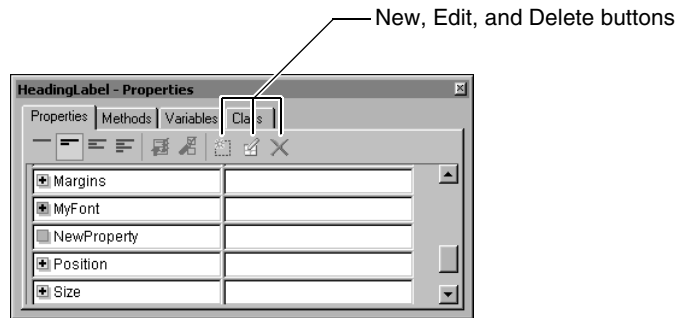 New, Edit, and Delete buttons
HeadingLabel - Properties
Properties Methods Variables Class
Margins
MyFont
NewProperty
Position
Size